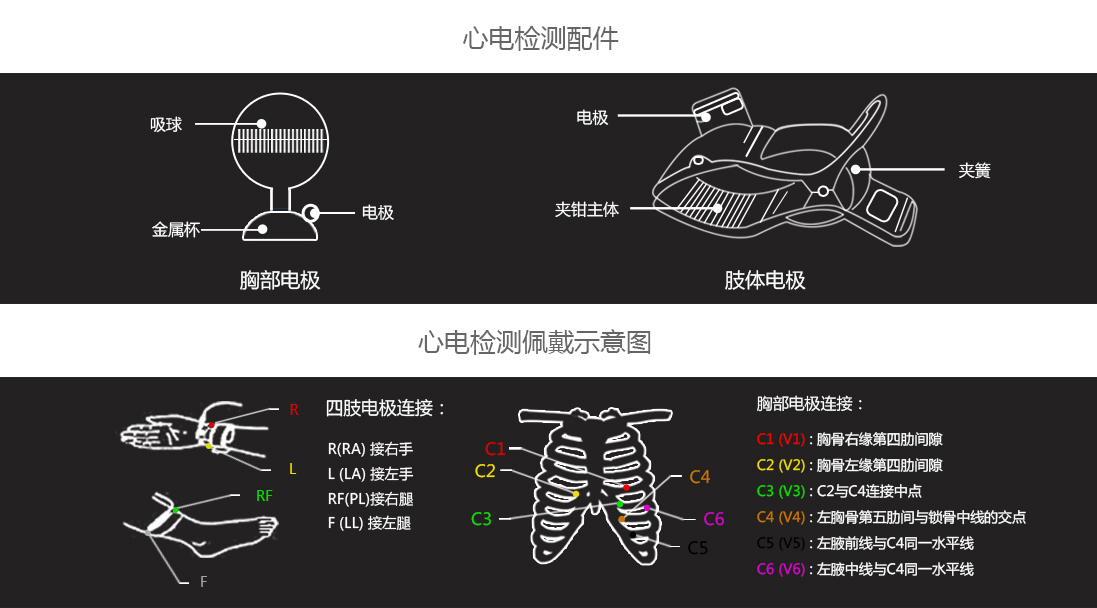 心电检测配件
吸球
电极
金属杯
胸部电极
电极
夹簧
夹钳主体
肢体电极
心电检测佩戴示意图
R
L
RF
F
四肢电极连接：
R(RA) 接右手
L (LA) 接左手
RF(PL)接右腿
F (LL) 接左腿
C1
C2
C3
C4
C6
C5
胸部电极连接：
C1 (V1) : 胸骨右缘第四肋间隙
C2 (V2) : 胸骨左缘第四肋间隙
C3 (V3) : C2与C4连接中点
C4 (V4) : 左胸骨第五肋间与锁骨中线的交点
C5 (V5) : 左腋前线与C4同一水平线
C6 (V6) : 左腋中线与C4同一水平线